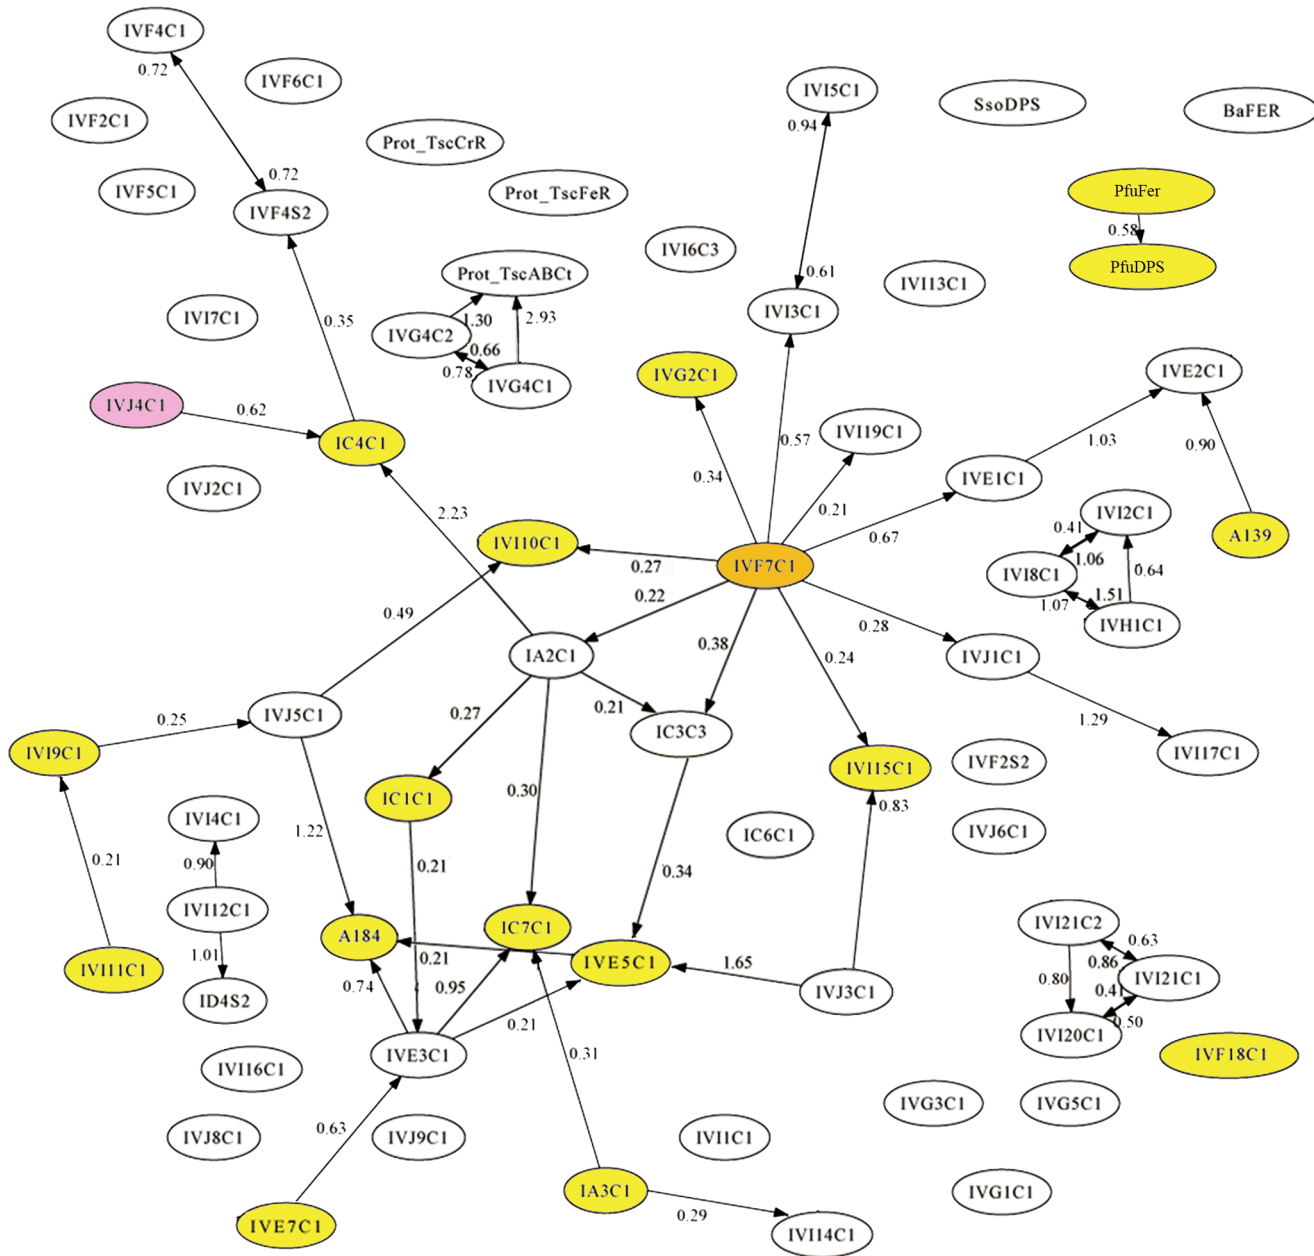 IVF4C1
0.72
IVF6C1
IVI5C1
SsoDPS
BaFER
IVF2C1
0.94
Prot_TscCrR
0.72
IVF5C1
Prot_TscFeR
PfuFer
IVF4S2
0.58
IVI6C3
PfuDPS
Prot_TscABCt
0.61
IVI13C1
IVI7C1
0.35
1.30
2.93
IVI3C1
IVG4C2
0.66
0.78
IVG4C1
IVG2C1
IVE2C1
IVJ4C1
0.62
IC4C1
0.57
IVI19C1
1.03
0.90
IVJ2C1
0.34
IVE1C1
2.23
0.21
IVI2C1
0.41
IVI10C1
0.67
A139
0.27
IVF7C1
1.06
IVI8C1
0.64
0.49
0.22
1.07
1.51
0.28
IVH1C1
0.38
IA2C1
0.24
IVJ1C1
0.21
0.25
IVJ5C1
0.27
IC3C3
1.29
IVI9C1
IVI17C1
IVI15C1
IVF2S2
0.30
IC1C1
0.83
IVI4C1
1.22
IC6C1
IVJ6C1
0.21
0.90
0.21
0.34
IVI12C1
IVI21C2
IC7C1
A184
0.63
1.01
0.21
IVE5C1
1.65
0.86
IVI11C1
0.74
0.95
0.80
IVI21C1
0.41
ID4S2
IVJ3C1
0.21
0.50
IVI20C1
IVE3C1
0.31
IVF18C1
IVI16C1
IVG3C1
IVG5C1
0.63
IVJ8C1
IVJ9C1
IVI1C1
IA3C1
IVG1C1
0.29
IVE7C1
IVI14C1